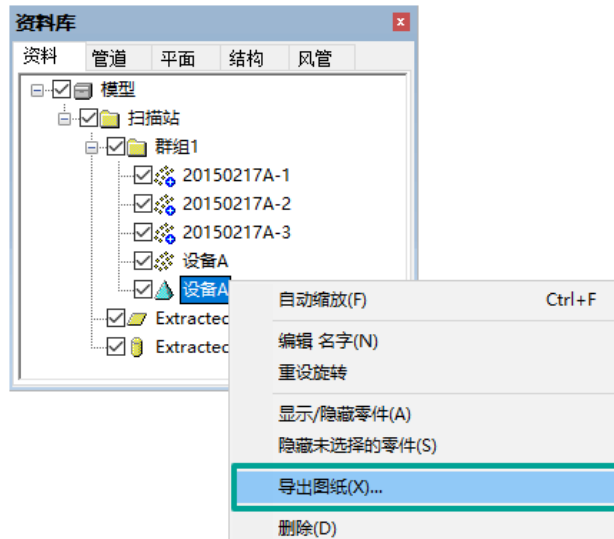 资料库
资料 管道 平面 结构 风管
模型
扫描站
群组1
20150217A-1
20150217A-2
20150217A-3
设备A
设备A
Extracted
Extracted
自动缩放(F) Ctrl+F
编辑 名字(N)
重设旋转
显示/隐藏零件(A)
隐藏未选择的零件(S)
导出图纸(X)...
删除(D)